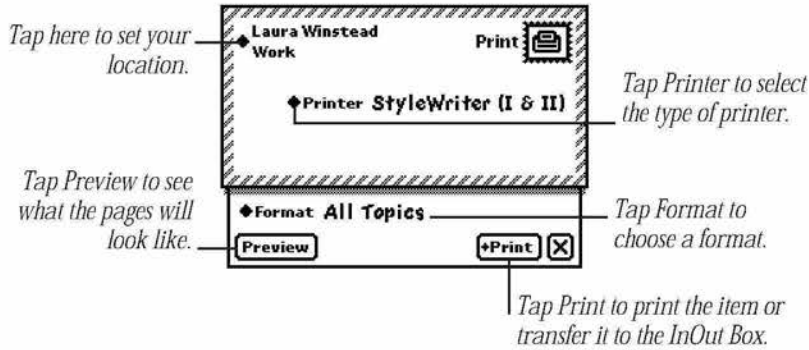 Tap here to set your
location.
Laura Winstead
Work
Print
Printer StyleWriter (I & II)
Tap Printer to select
the type of printer.
Tap Preview to see
what the pages will
look like.
Format All Topics
Tap Format to
choose a format.
Preview
Print
Tap Print to print the item or
transfer it to the InOut Box.